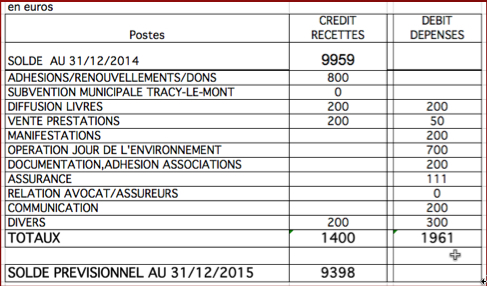 en euros
Postes CREDIT RECETTES DEBIT DEPENSES
SOLDE AU 31/12/2014 9959
ADHESIONS/RENOUVELLEMENTS/DONS 800
SUBVENTION MUNICIPALE TRACY-LE-MONT 0
DIFFUSION LIVRES 200 200
VENTE PRESTATIONS 200 50
MANIFESTATIONS 200
OPERATION JOUR DE L'ENVIRONNEMENT 700
DOCUMENTATION,ADHESION ASSOCIATIONS 200
ASSURANCE 111
RELATION AVOCAT/ASSUREURS 0
COMMUNICATION 200
DIVERS 200 300
TOTAUX 1400 1961
SOLDE PREVISIONNEL AU 31/12/2015 9398